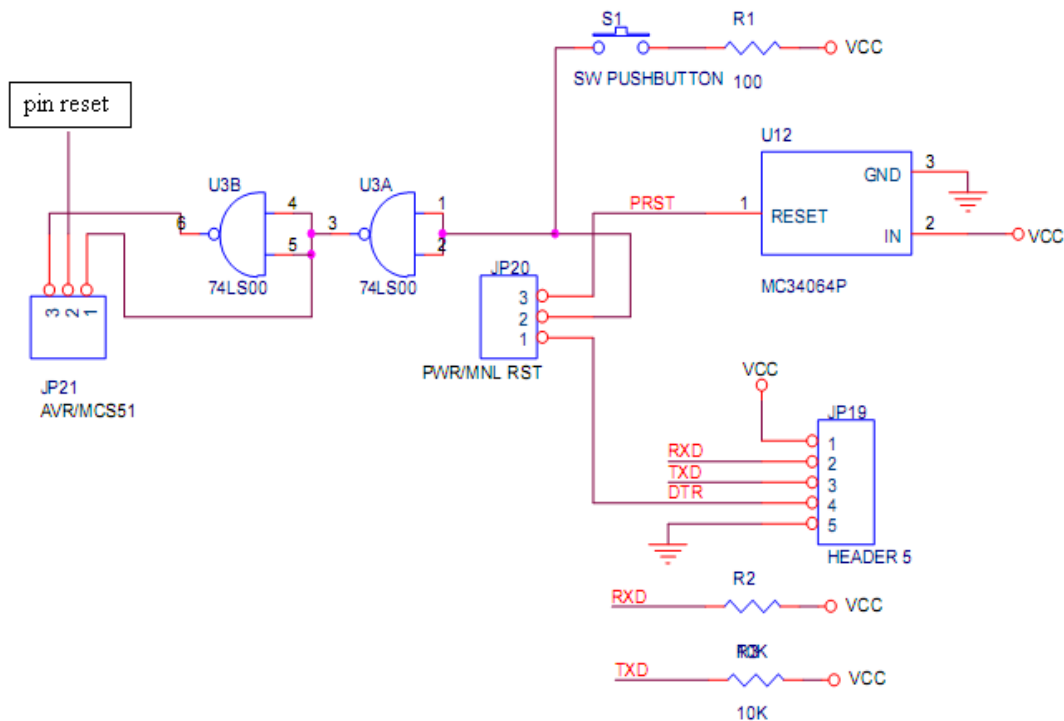 S1
R1
VCC
SW PUSHBUTTON
100
pin reset
U12
U3B
U3A
GND
3
PRST
1
RESET
4
1
6
3
IN
2
VCC
5
2
74LS00
74LS00
JP20
MC34064P
3
2
1
3
2
1
PWR/MNL RST
JP21
AVR/MCS51
VCC
JP19
1
RXD
2
TXD
3
DTR
4
5
HEADER 5
R2
RXD
VCC
TXD
VCC
10K